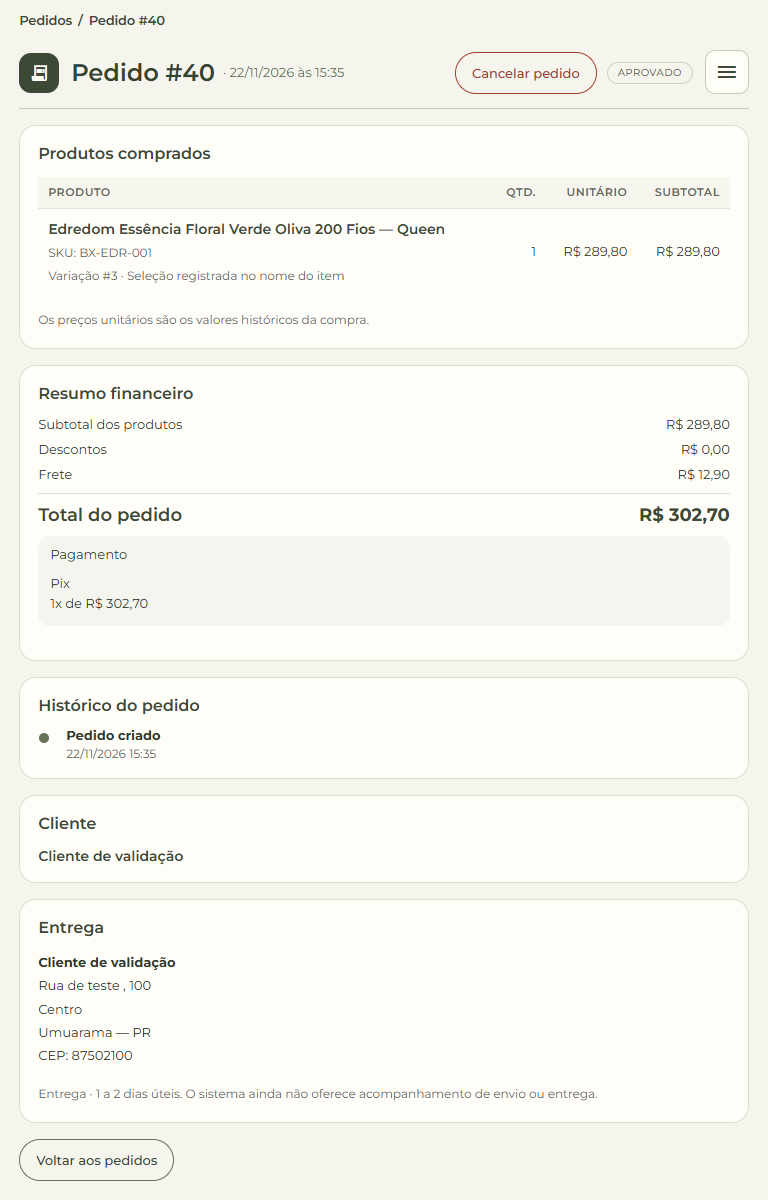 Pedidos / Pedido #40
Pedido #40 · 22/11/2026 às 15:35
Cancelar pedido
APROVADO
Produtos comprados
PRODUTO QTD. UNITÁRIO SUBTOTAL
Edredom Essência Floral Verde Oliva 200 Fios — Queen
SKU: BX-EDR-001
1 R$ 289,80 R$ 289,80
Variação #3 · Seleção registrada no nome do item
Os preços unitários são os valores históricos da compra.
Resumo financeiro
Subtotal dos produtos R$ 289,80
Descontos R$ 0,00
Frete R$ 12,90
Total do pedido R$ 302,70
Pagamento
Pix
1x de R$ 302,70
Histórico do pedido
Pedido criado
22/11/2026 15:35
Cliente
Cliente de validação
Entrega
Cliente de validação
Rua de teste , 100
Centro
Umuarama — PR
CEP: 87502100
Entrega · 1 a 2 dias úteis. O sistema ainda não oferece acompanhamento de envio ou entrega.
Voltar aos pedidos